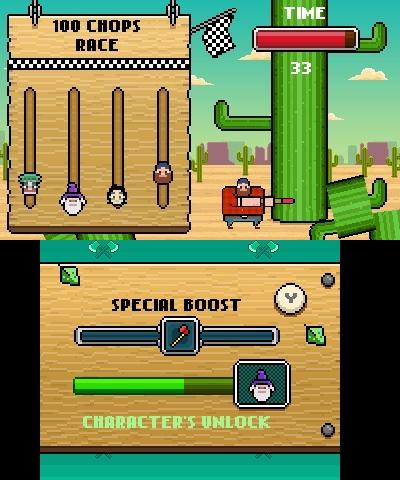 100 CHOPS
RACE
TIME
33
SPECIAL BOOST
Y
CHARACTER'S UNLOCK